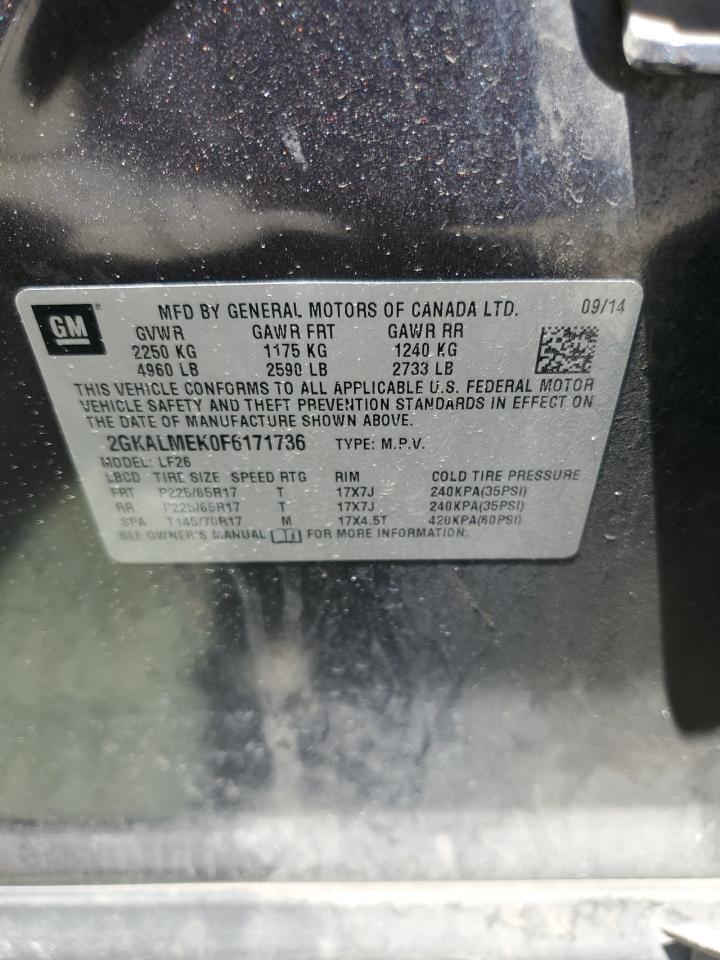 GM ® MFD BY GENERAL MOTORS OF CANADA LTD. 09/14
GVWR GAWR FRT GAWR RR
2250 KG 1175 KG 1240 KG
4960 LB 2590 LB 2733 LB
THIS VEHICLE CONFORMS TO ALL APPLICABLE U.S. FEDERAL MOTOR
VEHICLE SAFETY AND THEFT PREVENTION STANDARDS IN EFFECT ON
THE DATE OF MANUFACTURE SHOWN ABOVE.
2GKALMEK0F6171736 TYPE: M.P.V.
MODEL: LF26
LBCD TIRE SIZE SPEED RTG RIM COLD TIRE PRESSURE
FRT P225/65R17 T 17X7J 240KPA(35PSI)
RR P225/65R17 T 17X7J 240KPA(35PSI)
SPA T145/70R17 M 17X4.5T 420KPA(60PSI)
SEE OWNER'S MANUAL FOR MORE INFORMATION.